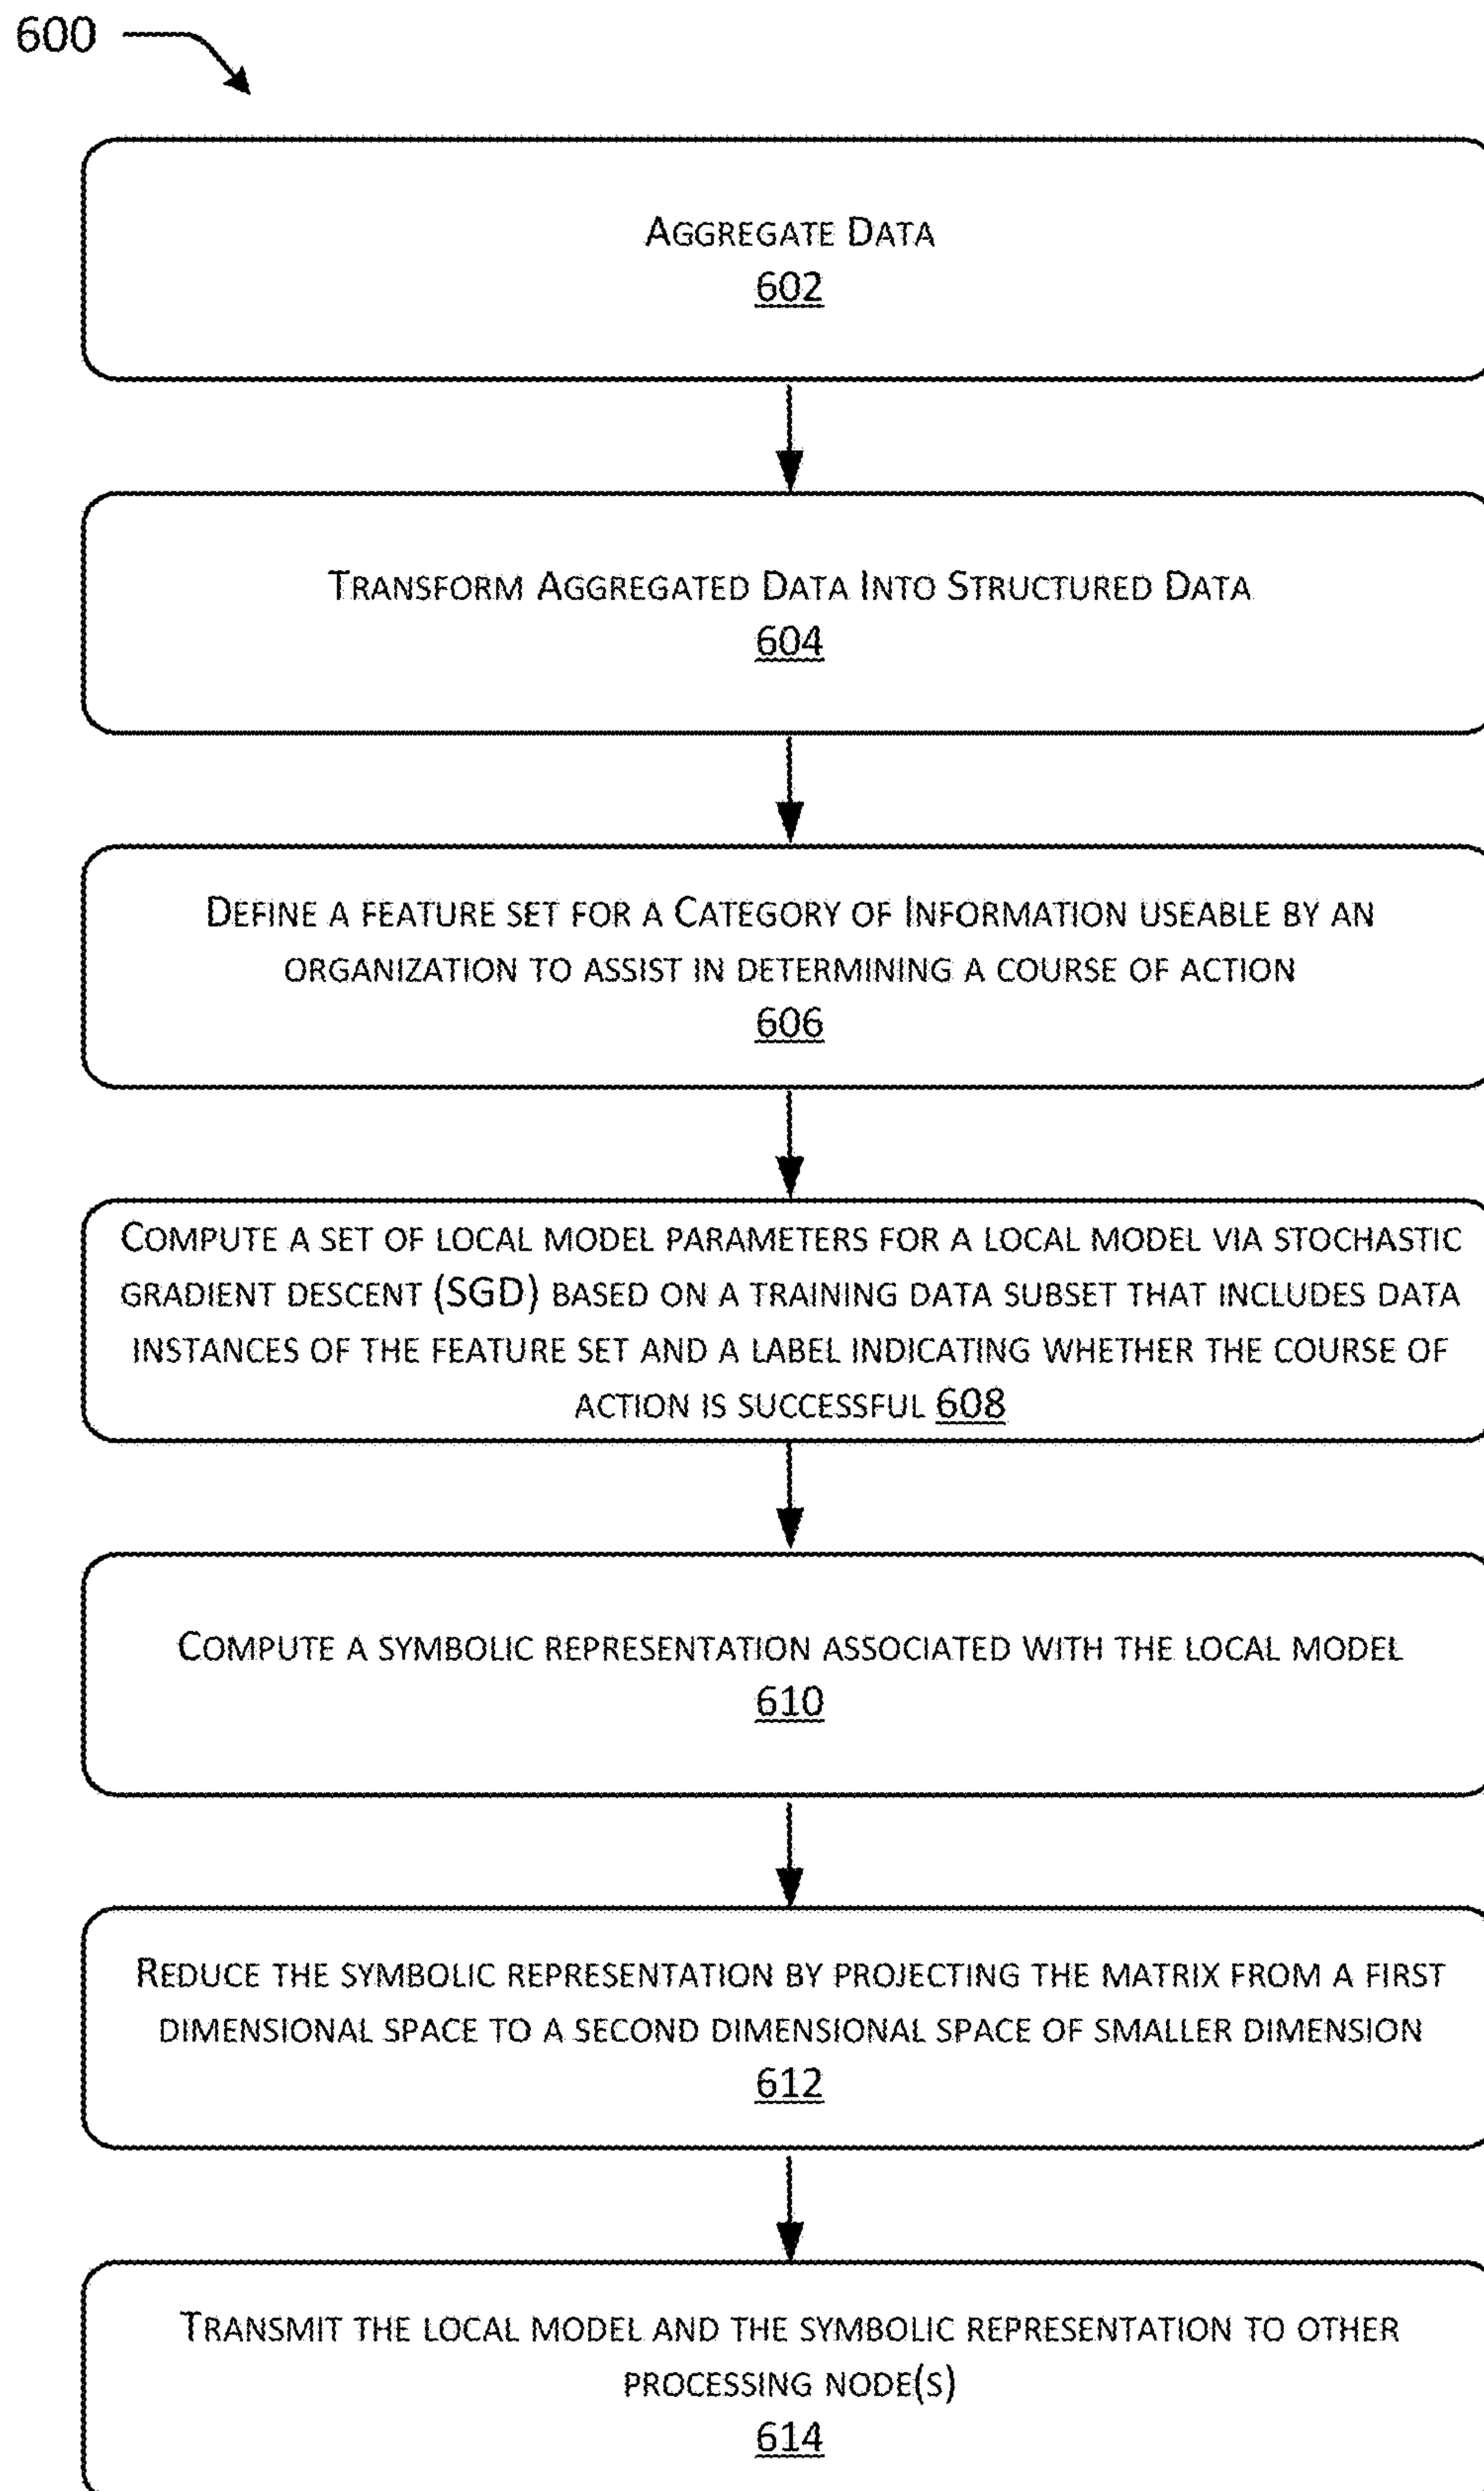 600
Aggregate Data
602
Transform Aggregated Data Into Structured Data
604
Define a feature set for a Category of Information useable by an
organization to assist in determining a course of action
606
Compute a set of local model parameters for a local model via stochastic
gradient descent (SGD) based on a training data subset that includes data
instances of the feature set and a label indicating whether the course of
action is successful 608
Compute a symbolic representation associated with the local model
610
Reduce the symbolic representation by projecting the matrix from a first
dimensional space to a second dimensional space of smaller dimension
612
Transmit the local model and the symbolic representation to other
processing node(s)
614